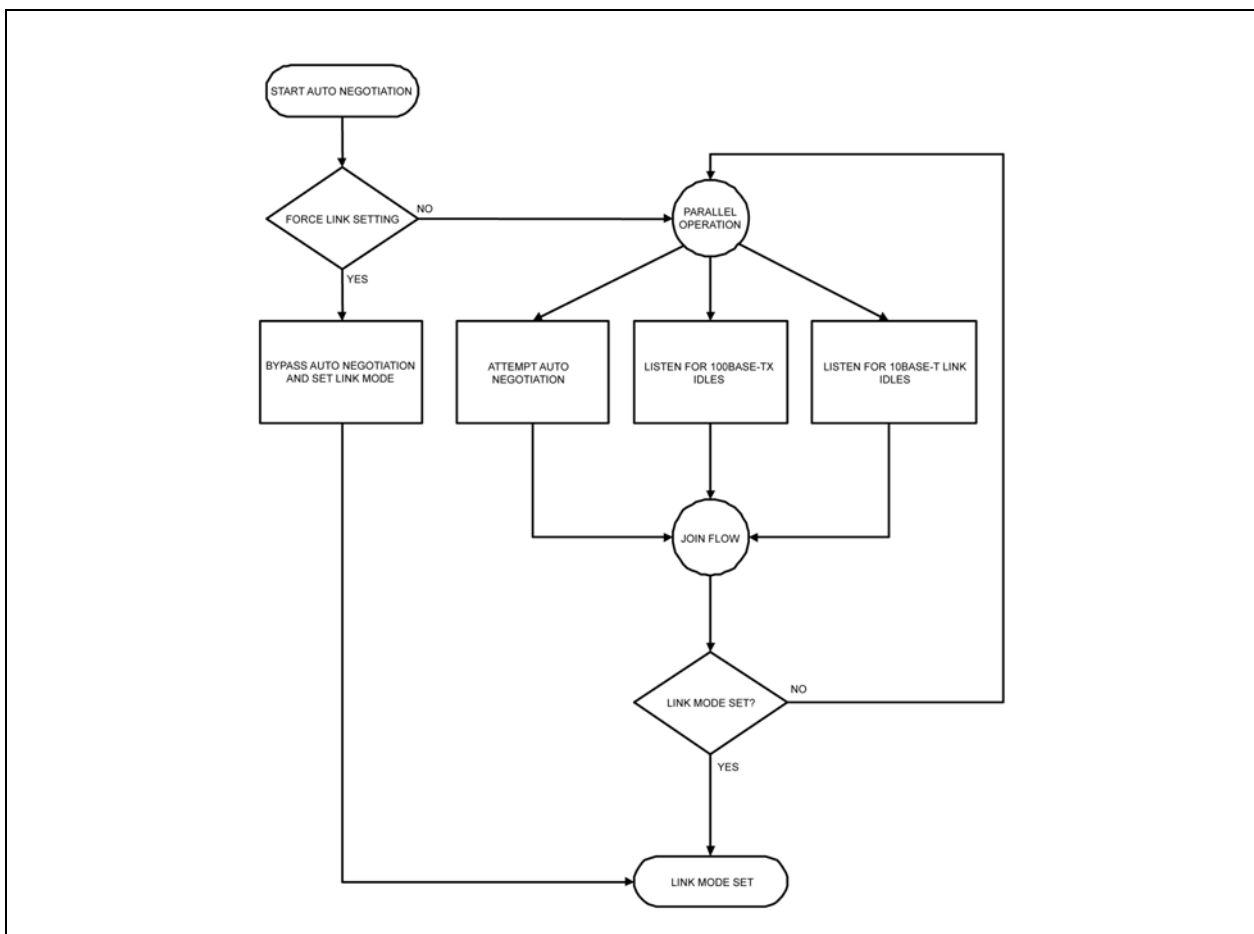 START AUTO NEGOTIATION
FORCE LINK SETTING
NO
PARALLEL
OPERATION
YES
BYPASS AUTO NEGOTIATION
AND SET LINK MODE
ATTEMPT AUTO
NEGOTIATION
LISTEN FOR 100BASE-TX
IDLES
LISTEN FOR 10BASE-T LINK
IDLES
JOIN FLOW
LINK MODE SET?
NO
YES
LINK MODE SET